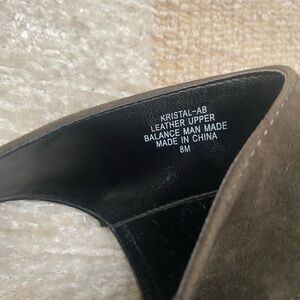 KRISTAL-AB
LEATHER UPPER
BALANCE MAN MADE
MADE IN CHINA
8M